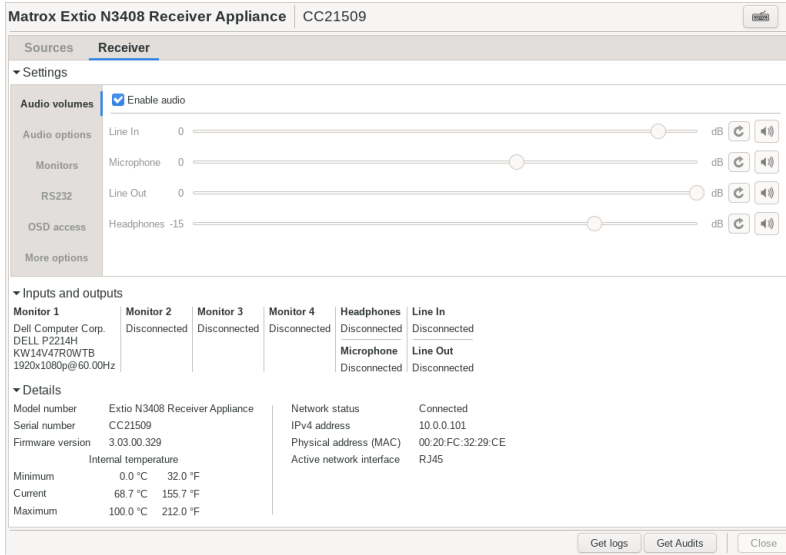 Matrox Extio N3408 Receiver Appliance CC21509
Sources Receiver
Settings
Audio volumes
Audio options
Monitors
RS232
OSD access
More options
Enable audio
Line In 0 dB
Microphone 0 dB
Line Out 0 dB
Headphones -15 dB
Inputs and outputs
Monitor 1
Dell Computer Corp.
DELL P2214H
KW14V47R0WTB
1920x1080p@60.00Hz
Monitor 2
Disconnected
Monitor 3
Disconnected
Monitor 4
Disconnected
Headphones
Disconnected
Microphone
Disconnected
Line In
Disconnected
Line Out
Disconnected
Details
Model number Extio N3408 Receiver Appliance
Serial number CC21509
Firmware version 3.03.00.329
Internal temperature
Minimum 0.0 °C 32.0 °F
Current 68.7 °C 155.7 °F
Maximum 100.0 °C 212.0 °F
Network status Connected
IPv4 address 10.0.0.101
Physical address (MAC) 00:20:FC:32:29:CE
Active network interface RJ45
Get logs Get Audits Close